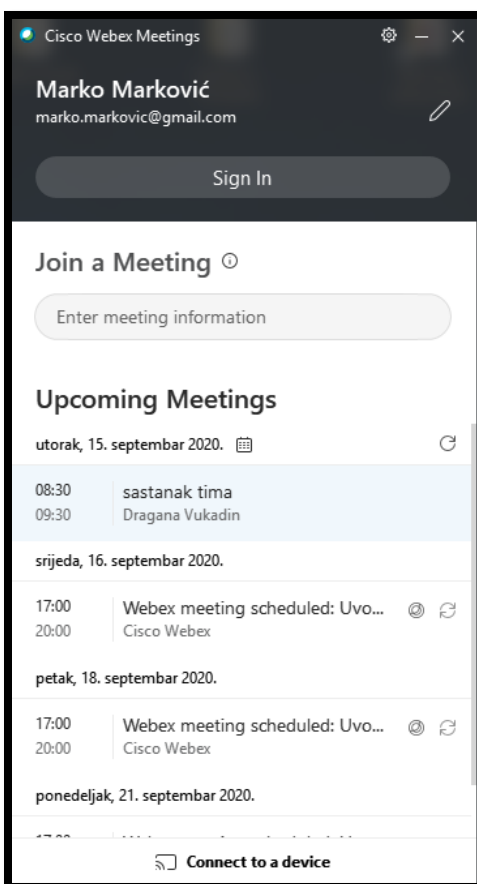 Cisco Webex Meetings
Marko Marković
marko.markovic@gmail.com
Sign In
Join a Meeting
Enter meeting information
Upcoming Meetings
utorak, 15. septembar 2020.
08:30 sastanak tima
09:30 Dragana Vukadin
srijeda, 16. septembar 2020.
17:00 Webex meeting scheduled: Uvo...
20:00 Cisco Webex
petak, 18. septembar 2020.
17:00 Webex meeting scheduled: Uvo...
20:00 Cisco Webex
ponedeljak, 21. septembar 2020.
Connect to a device